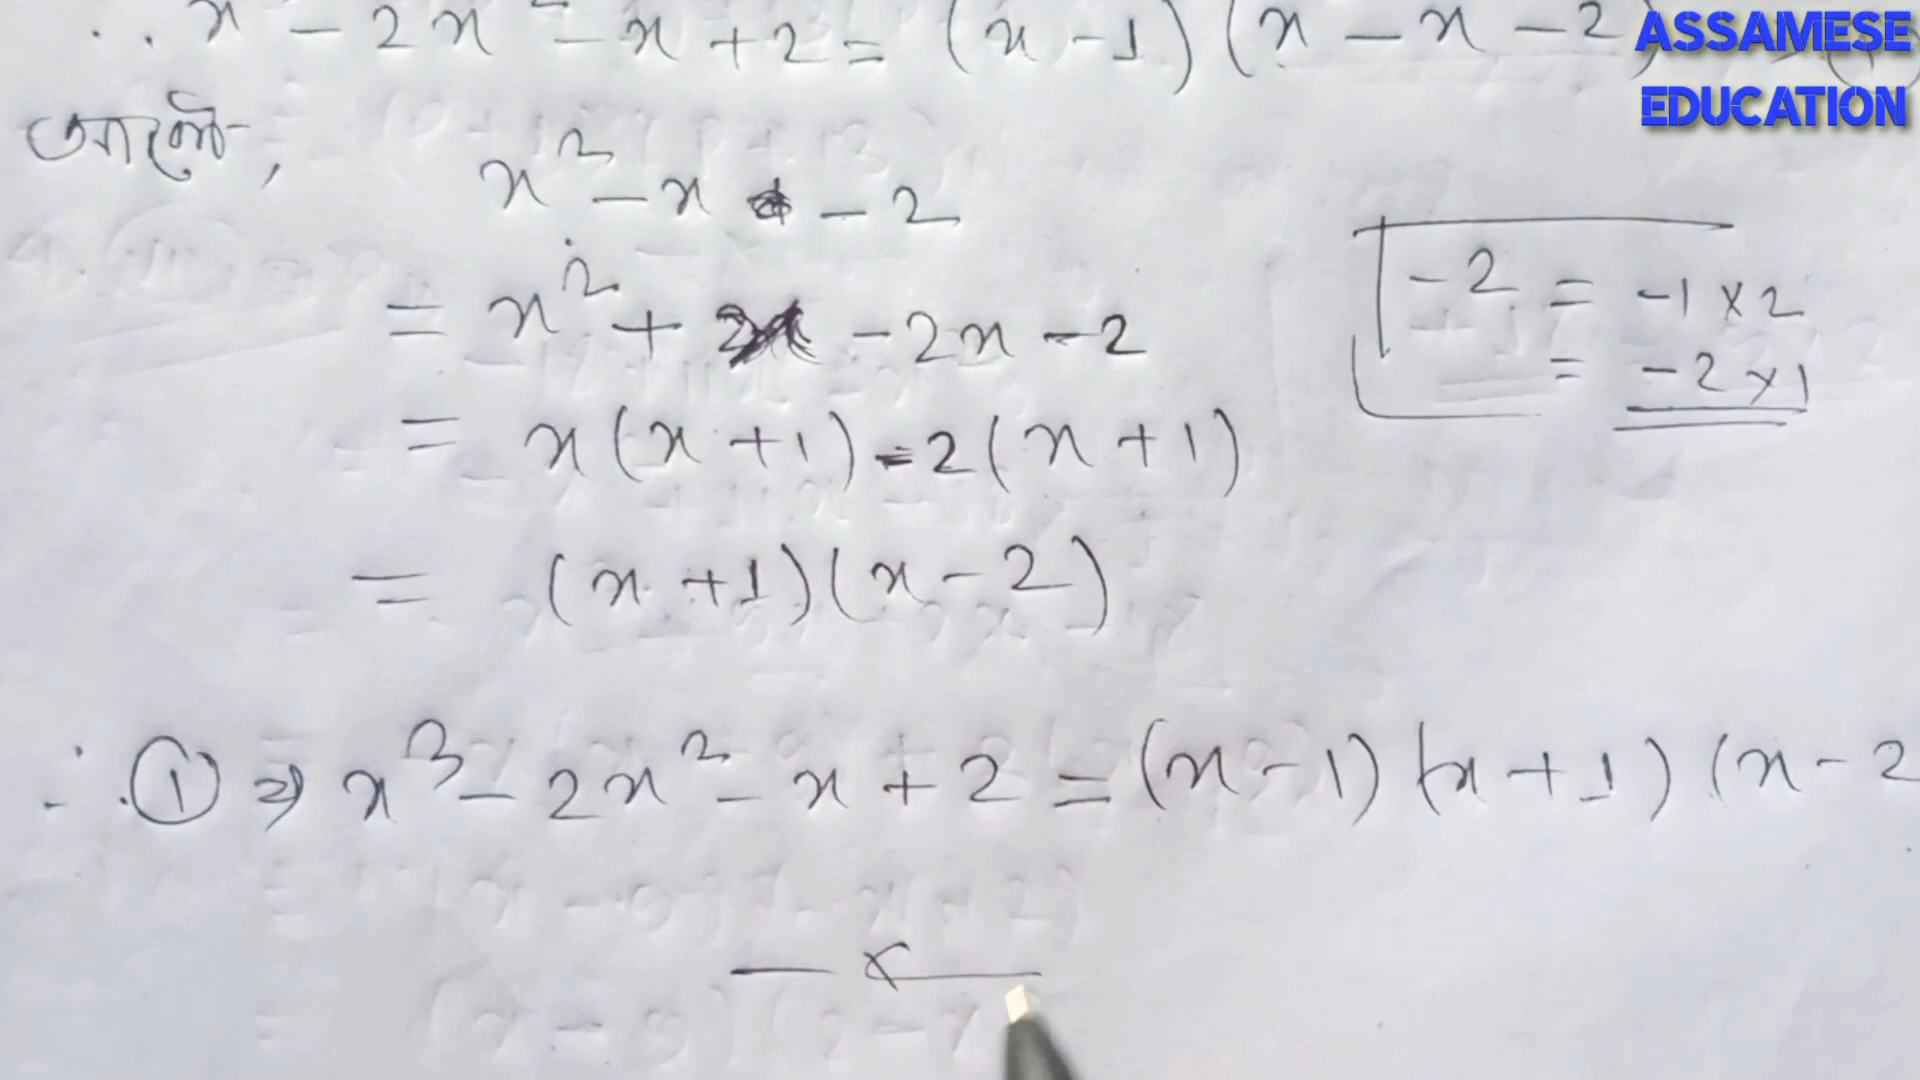 ∴ x³ - 2x² - x + 2 = (x - 1)(x² - x - 2)
ASSAMESE
EDUCATION
x² - x - 2
= x² + x - 2x - 2
-2 = -1 × 2
= -2 × 1
= x(x + 1) - 2(x + 1)
= (x + 1)(x - 2)
∴ ① ⇒ x³ - 2x² - x + 2 = (x - 1)(x + 1)(x - 2